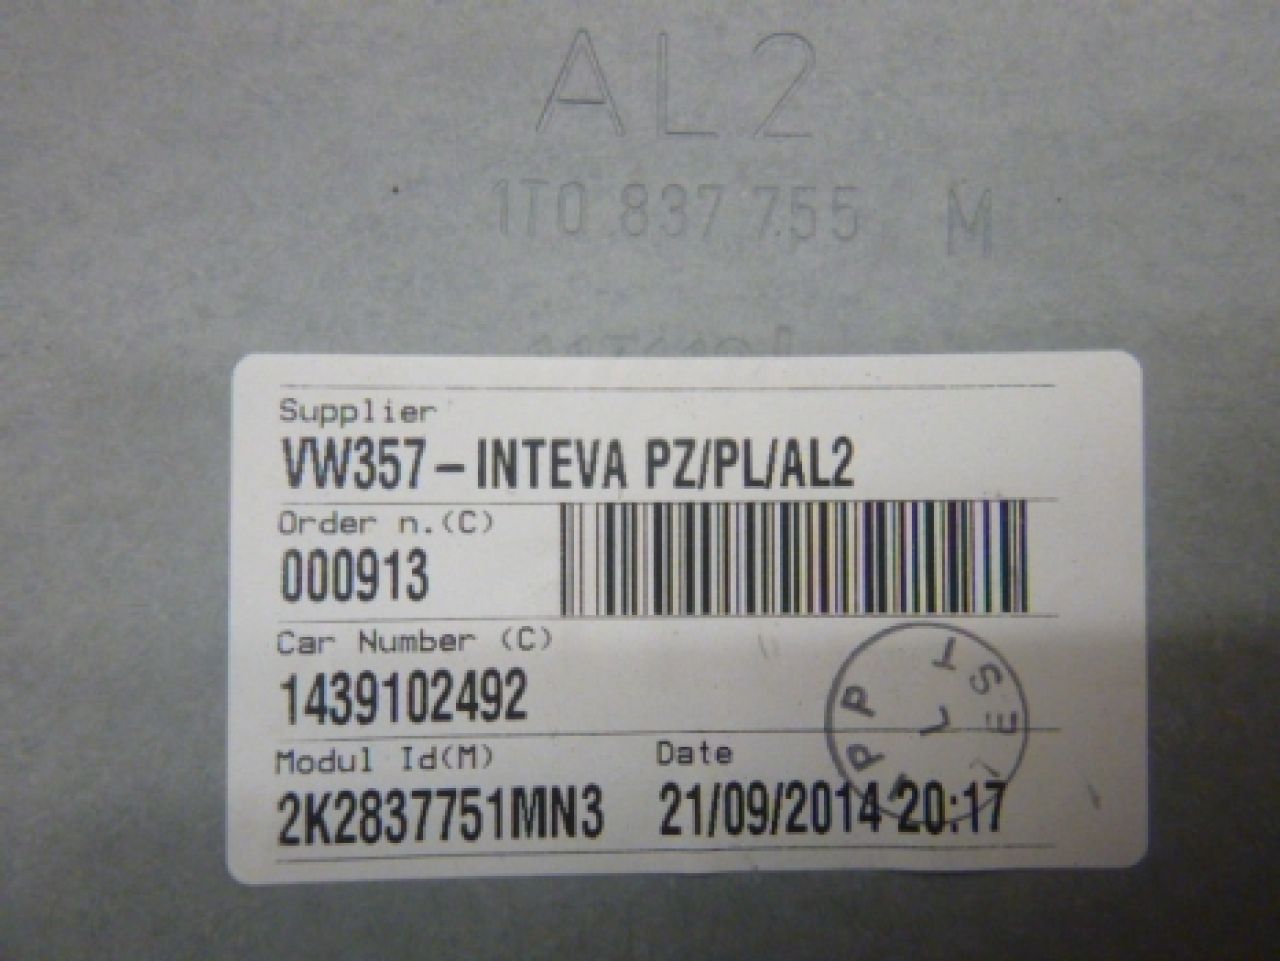 AL2
1T0 837 755 M
Supplier
VW357-INTEVA PZ/PL/AL2
Order n.(C)
000913
Car Number (C)
1439102492
Modul Id(M) Date
2K2837751MN3 21/09/2014 20:17